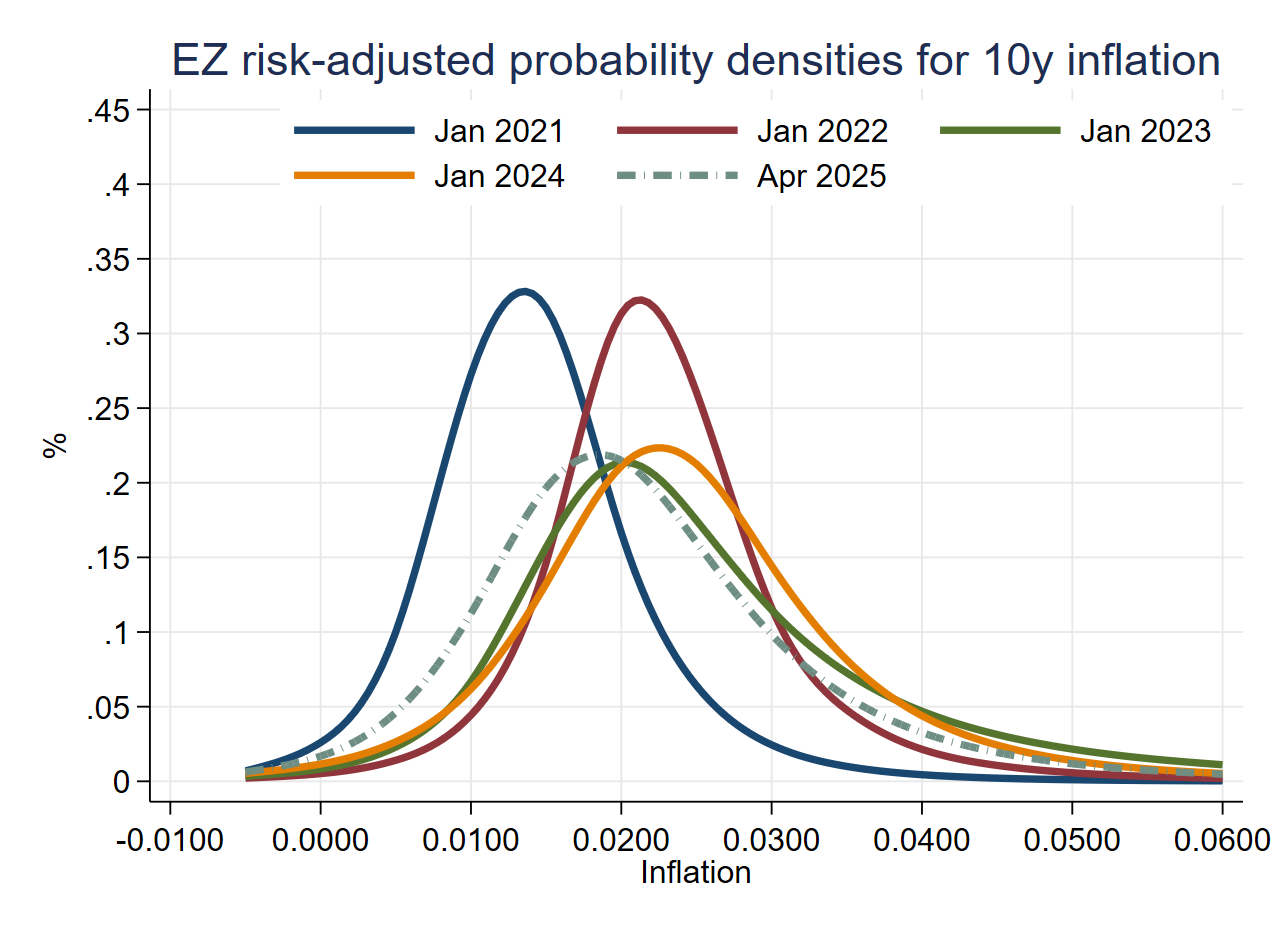 EZ risk-adjusted probability densities for 10y inflation
Jan 2021 Jan 2022 Jan 2023
Jan 2024 Apr 2025
%
.45
.4
.35
.3
.25
.2
.15
.1
.05
0
-0.0100 0.0000 0.0100 0.0200 0.0300 0.0400 0.0500 0.0600
Inflation